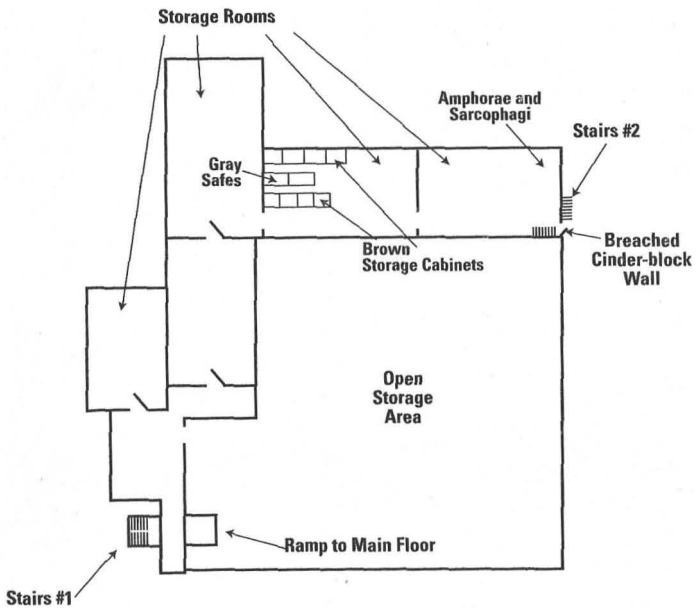 Storage Rooms
Amphorae and
Sarcophagi
Stairs #2
Gray
Safes
Brown
Storage Cabinets
Breached
Cinder-block
Wall
Open
Storage
Area
Ramp to Main Floor
Stairs #1